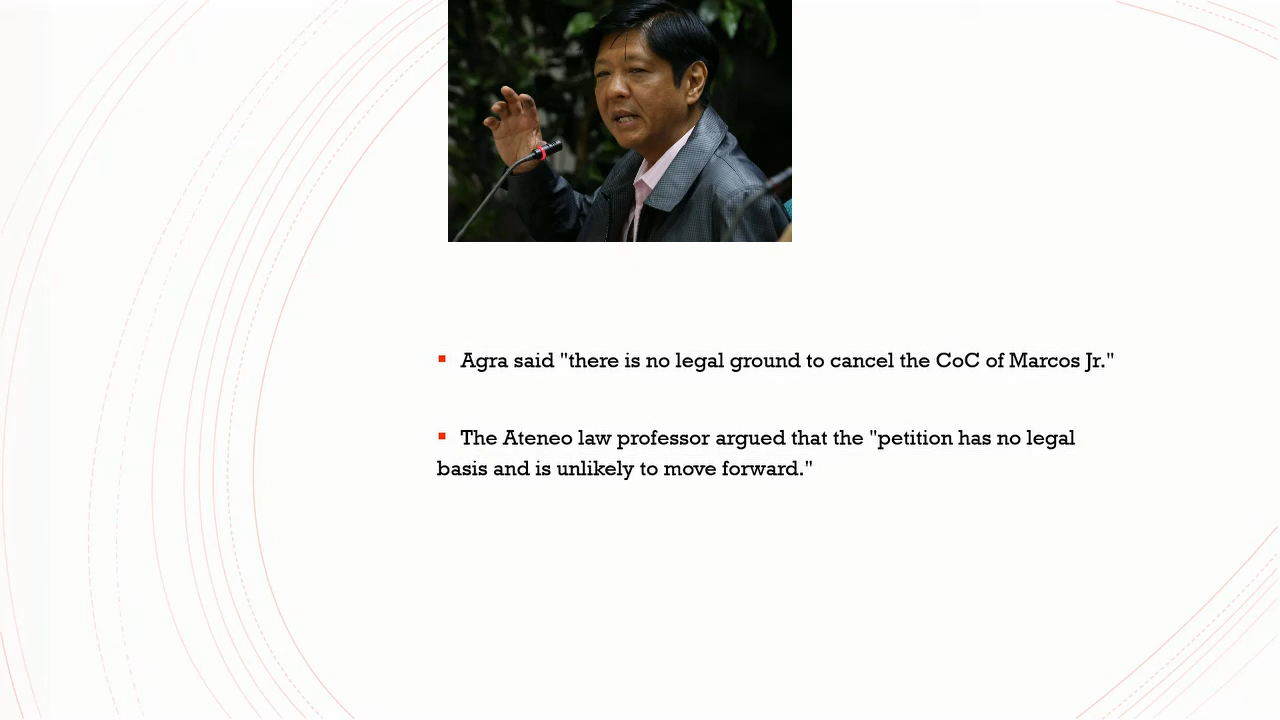 Agra said "there is no legal ground to cancel the CoC of Marcos Jr."
The Ateneo law professor argued that the "petition has no legal
basis and is unlikely to move forward."